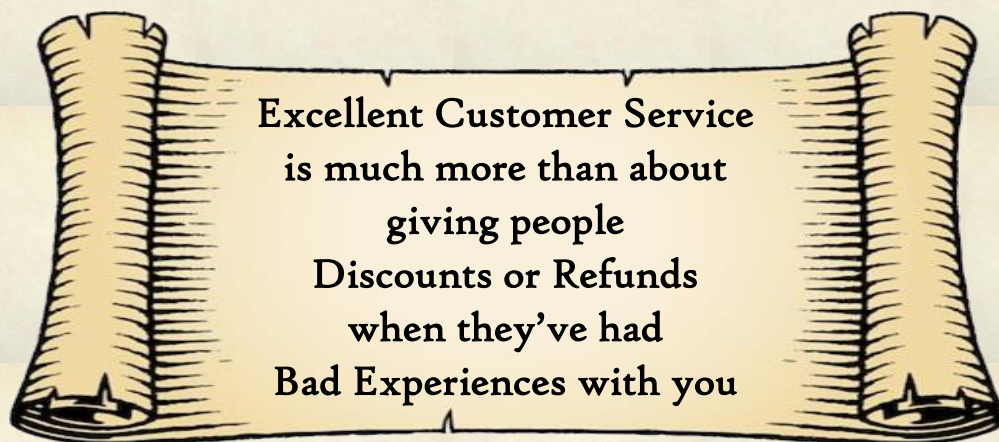 Excellent Customer Service
is much more than about
giving people
Discounts or Refunds
when they’ve had
Bad Experiences with you